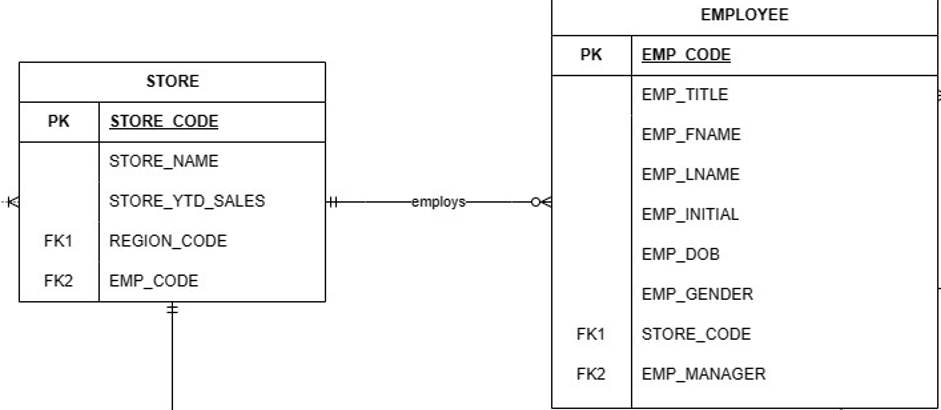 STORE
PK STORE_CODE
STORE_NAME
STORE_YTD_SALES
FK1 REGION_CODE
FK2 EMP_CODE
employs
EMPLOYEE
PK EMP_CODE
EMP_TITLE
EMP_FNAME
EMP_LNAME
EMP_INITIAL
EMP_DOB
EMP_GENDER
FK1 STORE_CODE
FK2 EMP_MANAGER